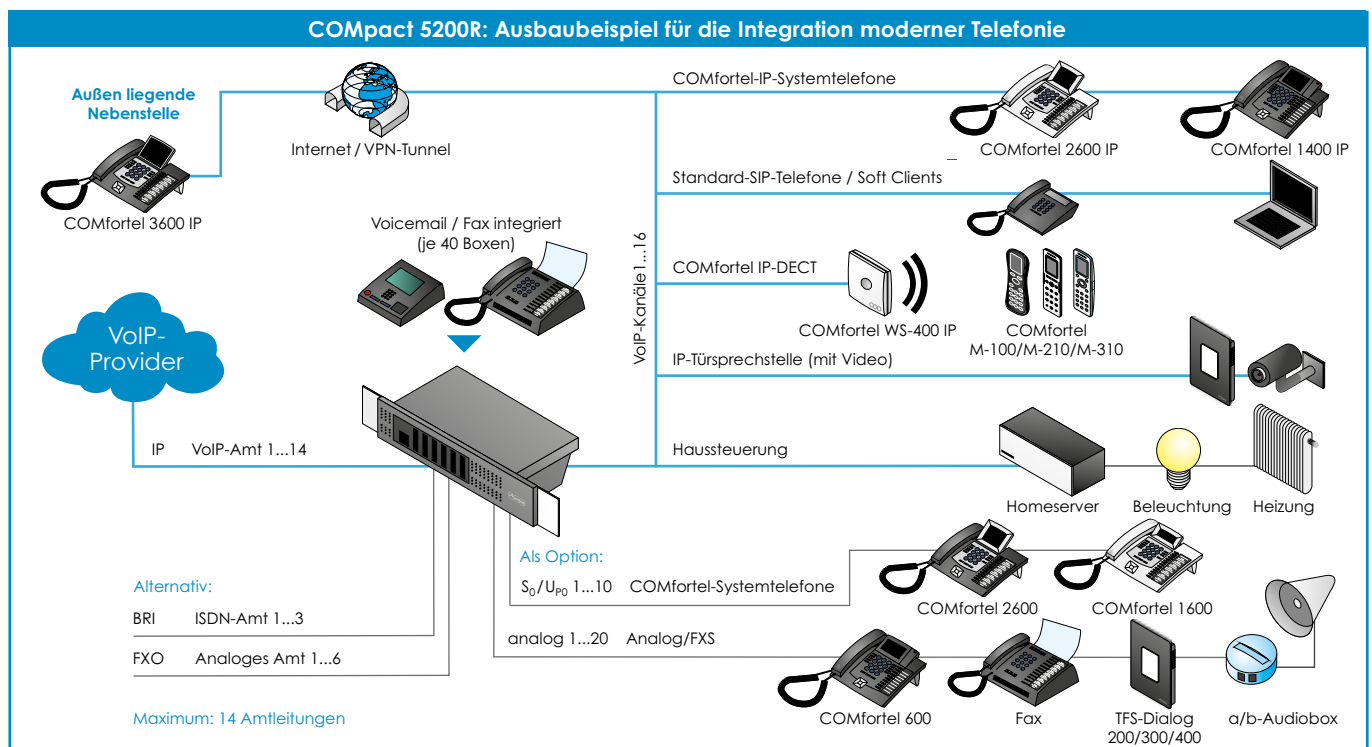 COMpact 5200R: Ausbaubeispiel für die Integration moderner Telefonie
Außen liegende
Nebenstelle
COMfortel 3600 IP
Internet / VPN-Tunnel
Voicemail / Fax integriert
(je 40 Boxen)
VoIP-
Provider
IP VoIP-Amt 1...14
Alternativ:
BRI ISDN-Amt 1...3
FXO Analoges Amt 1...6
Maximum: 14 Amtleitungen
VoIP-Kanäle1...16
COMfortel-IP-Systemtelefone
COMfortel 2600 IP
COMfortel 1400 IP
Standard-SIP-Telefone / Soft Clients
COMfortel IP-DECT
COMfortel WS-400 IP
COMfortel
M-100/M-210/M-310
IP-Türsprechstelle (mit Video)
Haussteuerung
Homeserver
Beleuchtung
Heizung
Als Option:
S0/UP0 1...10 COMfortel-Systemtelefone
COMfortel 2600
COMfortel 1600
analog 1...20 Analog/FXS
COMfortel 600
Fax
TFS-Dialog
200/300/400
a/b-Audiobox